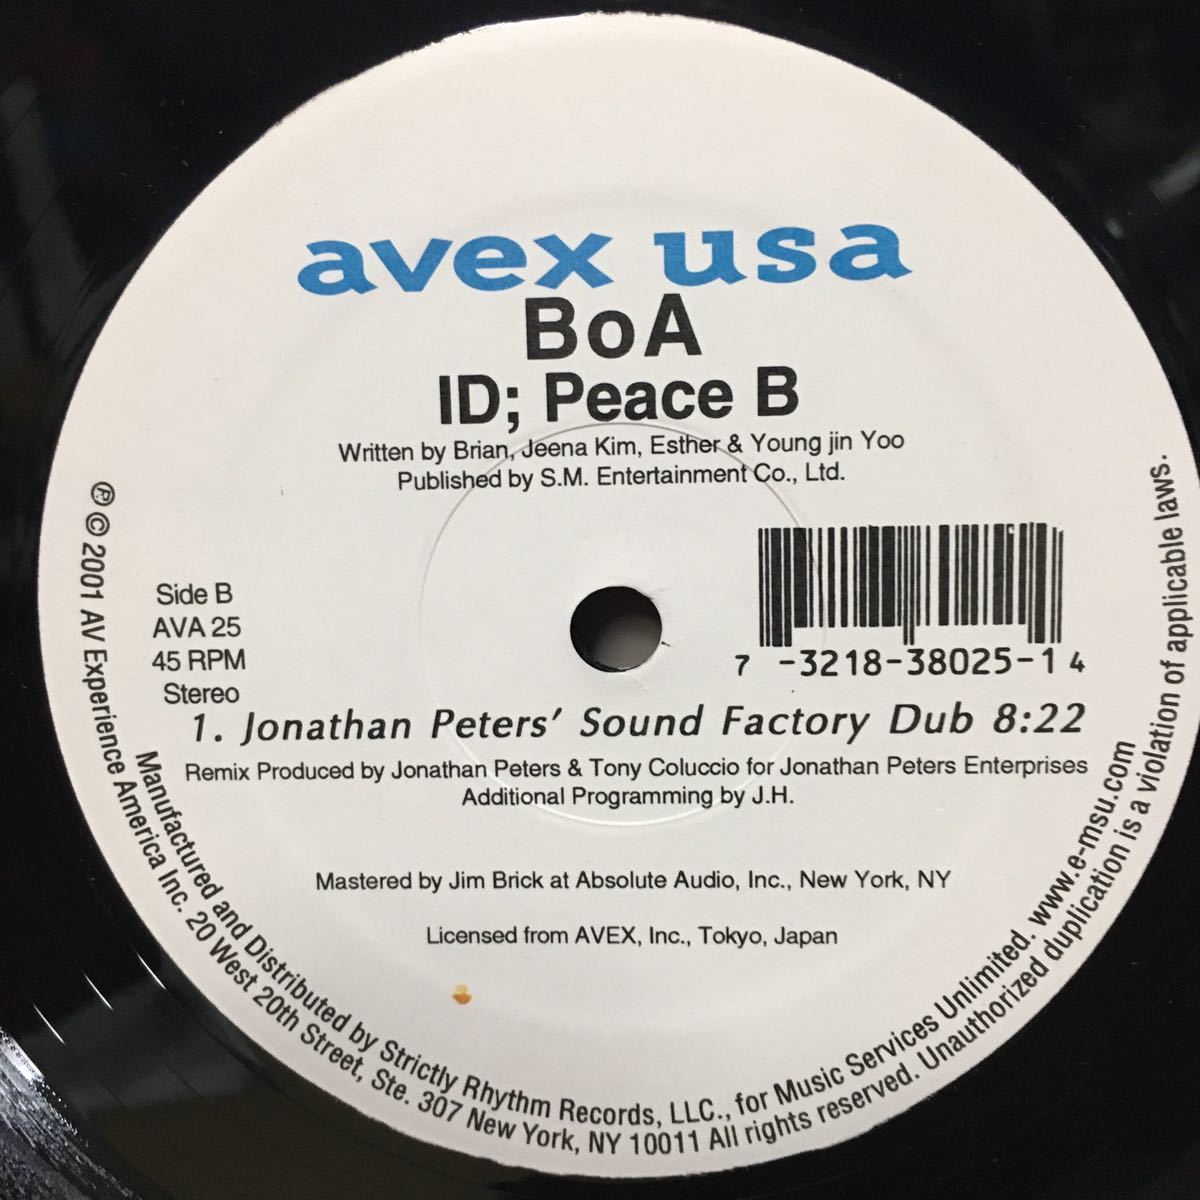 avex usa
BoA
ID; Peace B
Written by Brian, Jeena Kim, Esther & Young jin Yoo
Published by S.M. Entertainment Co., Ltd.
Side B
AVA 25
45 RPM
Stereo
7 -3218-38025-1 4
1. Jonathan Peters' Sound Factory Dub 8:22
Remix Produced by Jonathan Peters & Tony Coluccio for Jonathan Peters Enterprises
Additional Programming by J.H.
Mastered by Jim Brick at Absolute Audio, Inc., New York, NY
Licensed from AVEX, Inc., Tokyo, Japan
Manufactured and Distributed by Strictly Rhythm Records, LLC., for Music Services Unlimited. www.e-msu.com
℗ © 2001 AV Experience America Inc. 20 West 20th Street, Ste. 307 New York, NY 10011 All rights reserved. Unauthorized duplication is a violation of applicable laws.